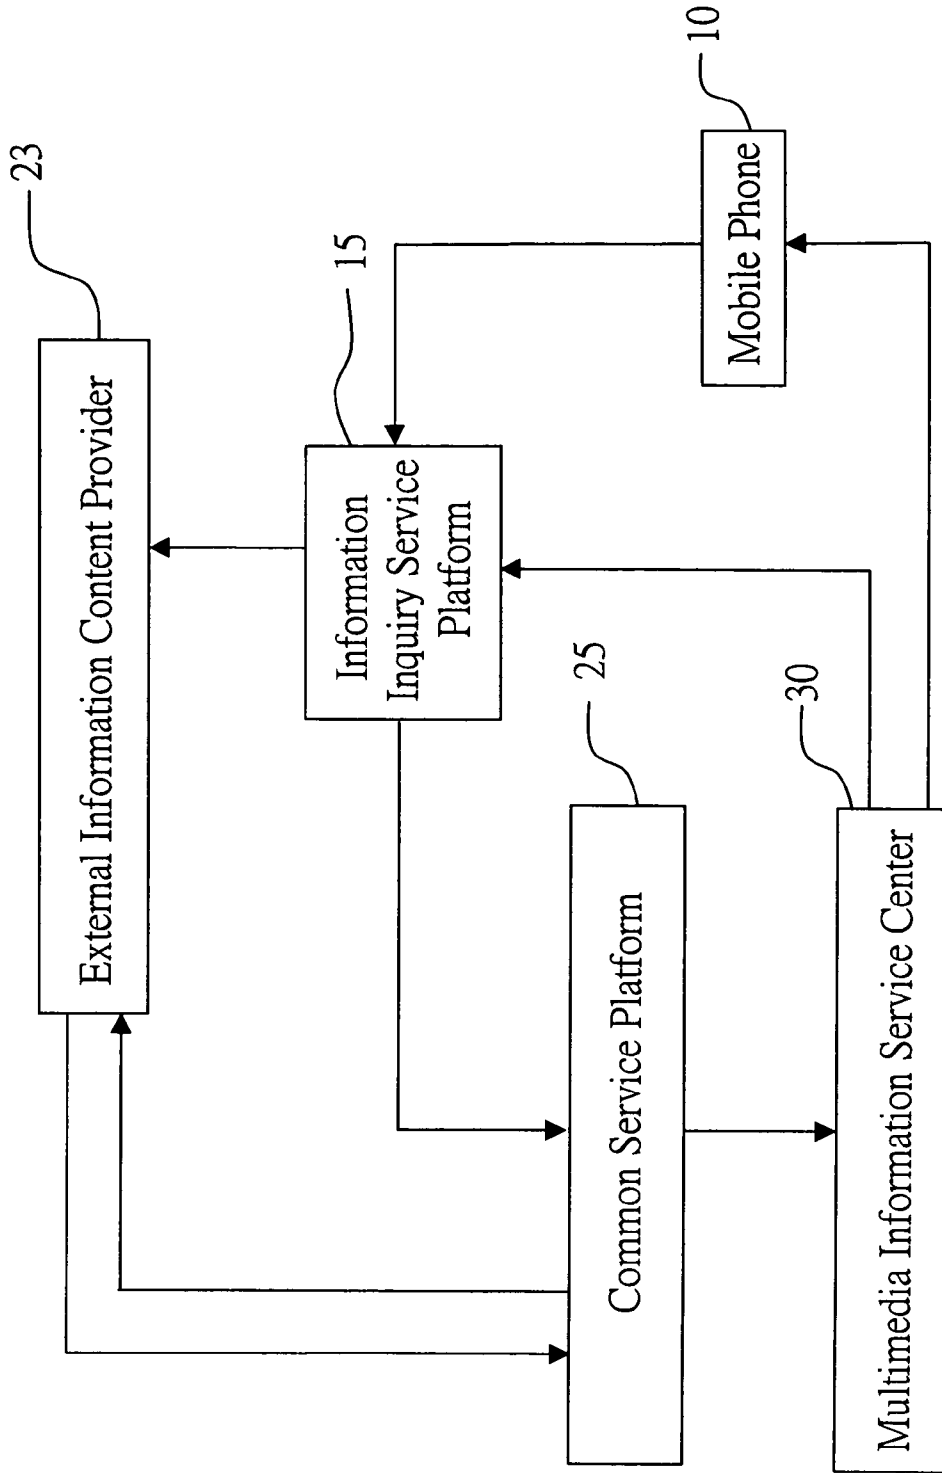 External Information Content Provider
23
Information
Inquiry Service
Platform
15
Common Service Platform
25
Mobile Phone
10
Multimedia Information Service Center
30